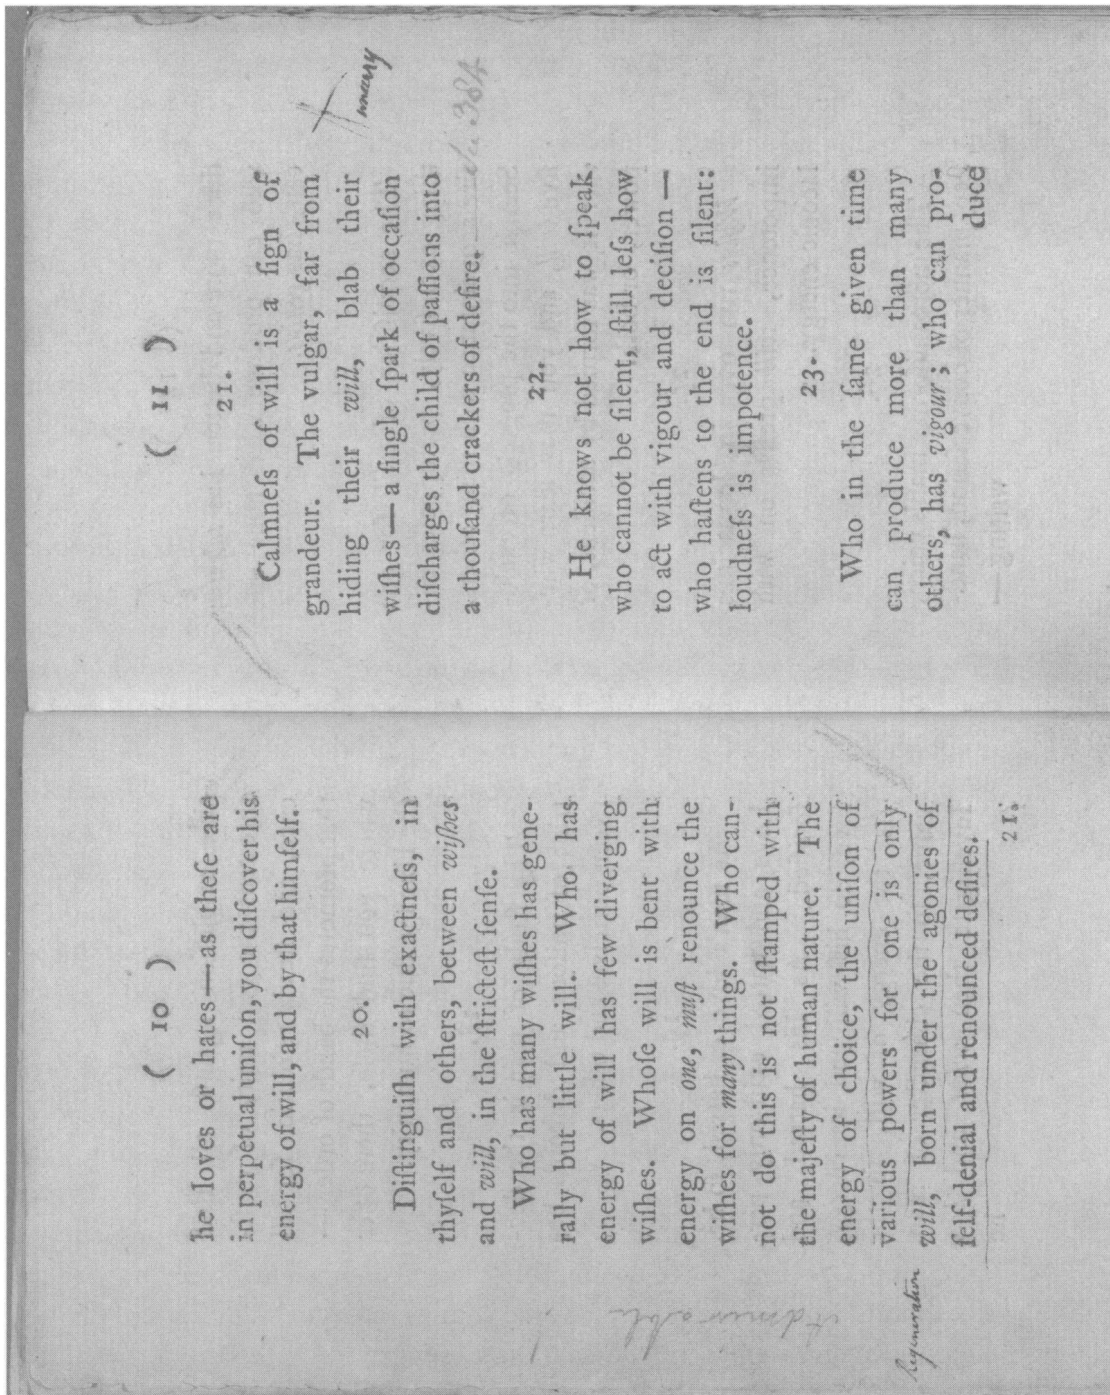 ( 10 )
he loves or hates — as theſe are
in perpetual uniſon, you diſcover his
energy of will, and by that himſelf.
20.
Diſtinguiſh with exactneſs, in
thyſelf and others, between wiſhes
and will, in the ſtricteſt ſenſe.
Who has many wiſhes has gene-
rally but little will. Who has
energy of will has few diverging
wiſhes. Whoſe will is bent with
energy on one, muſt renounce the
wiſhes for many things. Who can-
not do this is not ſtamped with
the majeſty of human nature. The
energy of choice, the uniſon of
various powers for one is only
will, born under the agonies of
ſelf-denial and renounced deſires.
21.
Admirable
Regeneration
( 11 )
21.
Calmneſs of will is a ſign of
grandeur. The vulgar, far from
hiding their will, blab their
wiſhes — a ſingle ſpark of occaſion
diſcharges the child of paſſions into
a thouſand crackers of deſire.
uneasy
384
22.
He knows not how to ſpeak
who cannot be ſilent, ſtill leſs how
to act with vigour and deciſion —
who haſtens to the end is ſilent:
loudneſs is impotence.
23.
Who in the ſame given time
can produce more than many
others, has vigour; who can pro-
duce